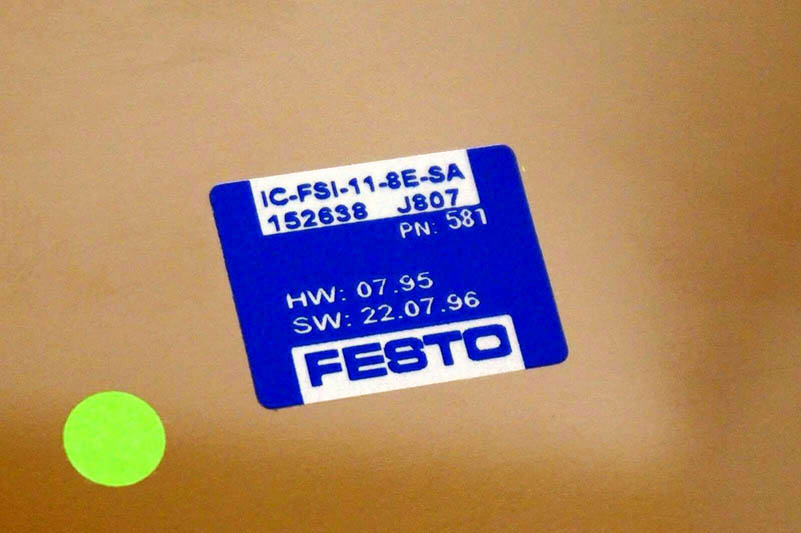 IC-FSI-11-8E-SA
152638 J807
PN: 581
HW: 07.95
SW: 22.07.96
FESTO